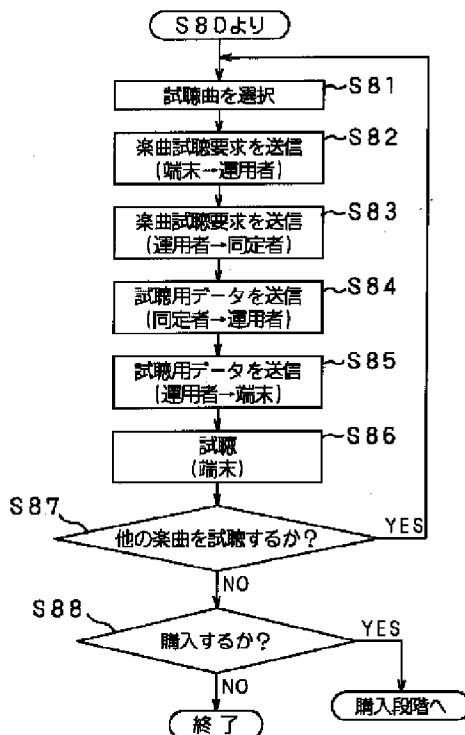 S80より
試聴曲を選択
S81
楽曲試聴要求を送信
(端末→運用者)
S82
楽曲試聴要求を送信
(運用者→同定者)
S83
試聴用データを送信
(同定者→運用者)
S84
試聴用データを送信
(運用者→端末)
S85
試聴
(端末)
S86
S87
他の楽曲を試聴するか?
YES
NO
S88
購入するか?
YES
NO
購入段階へ
終了